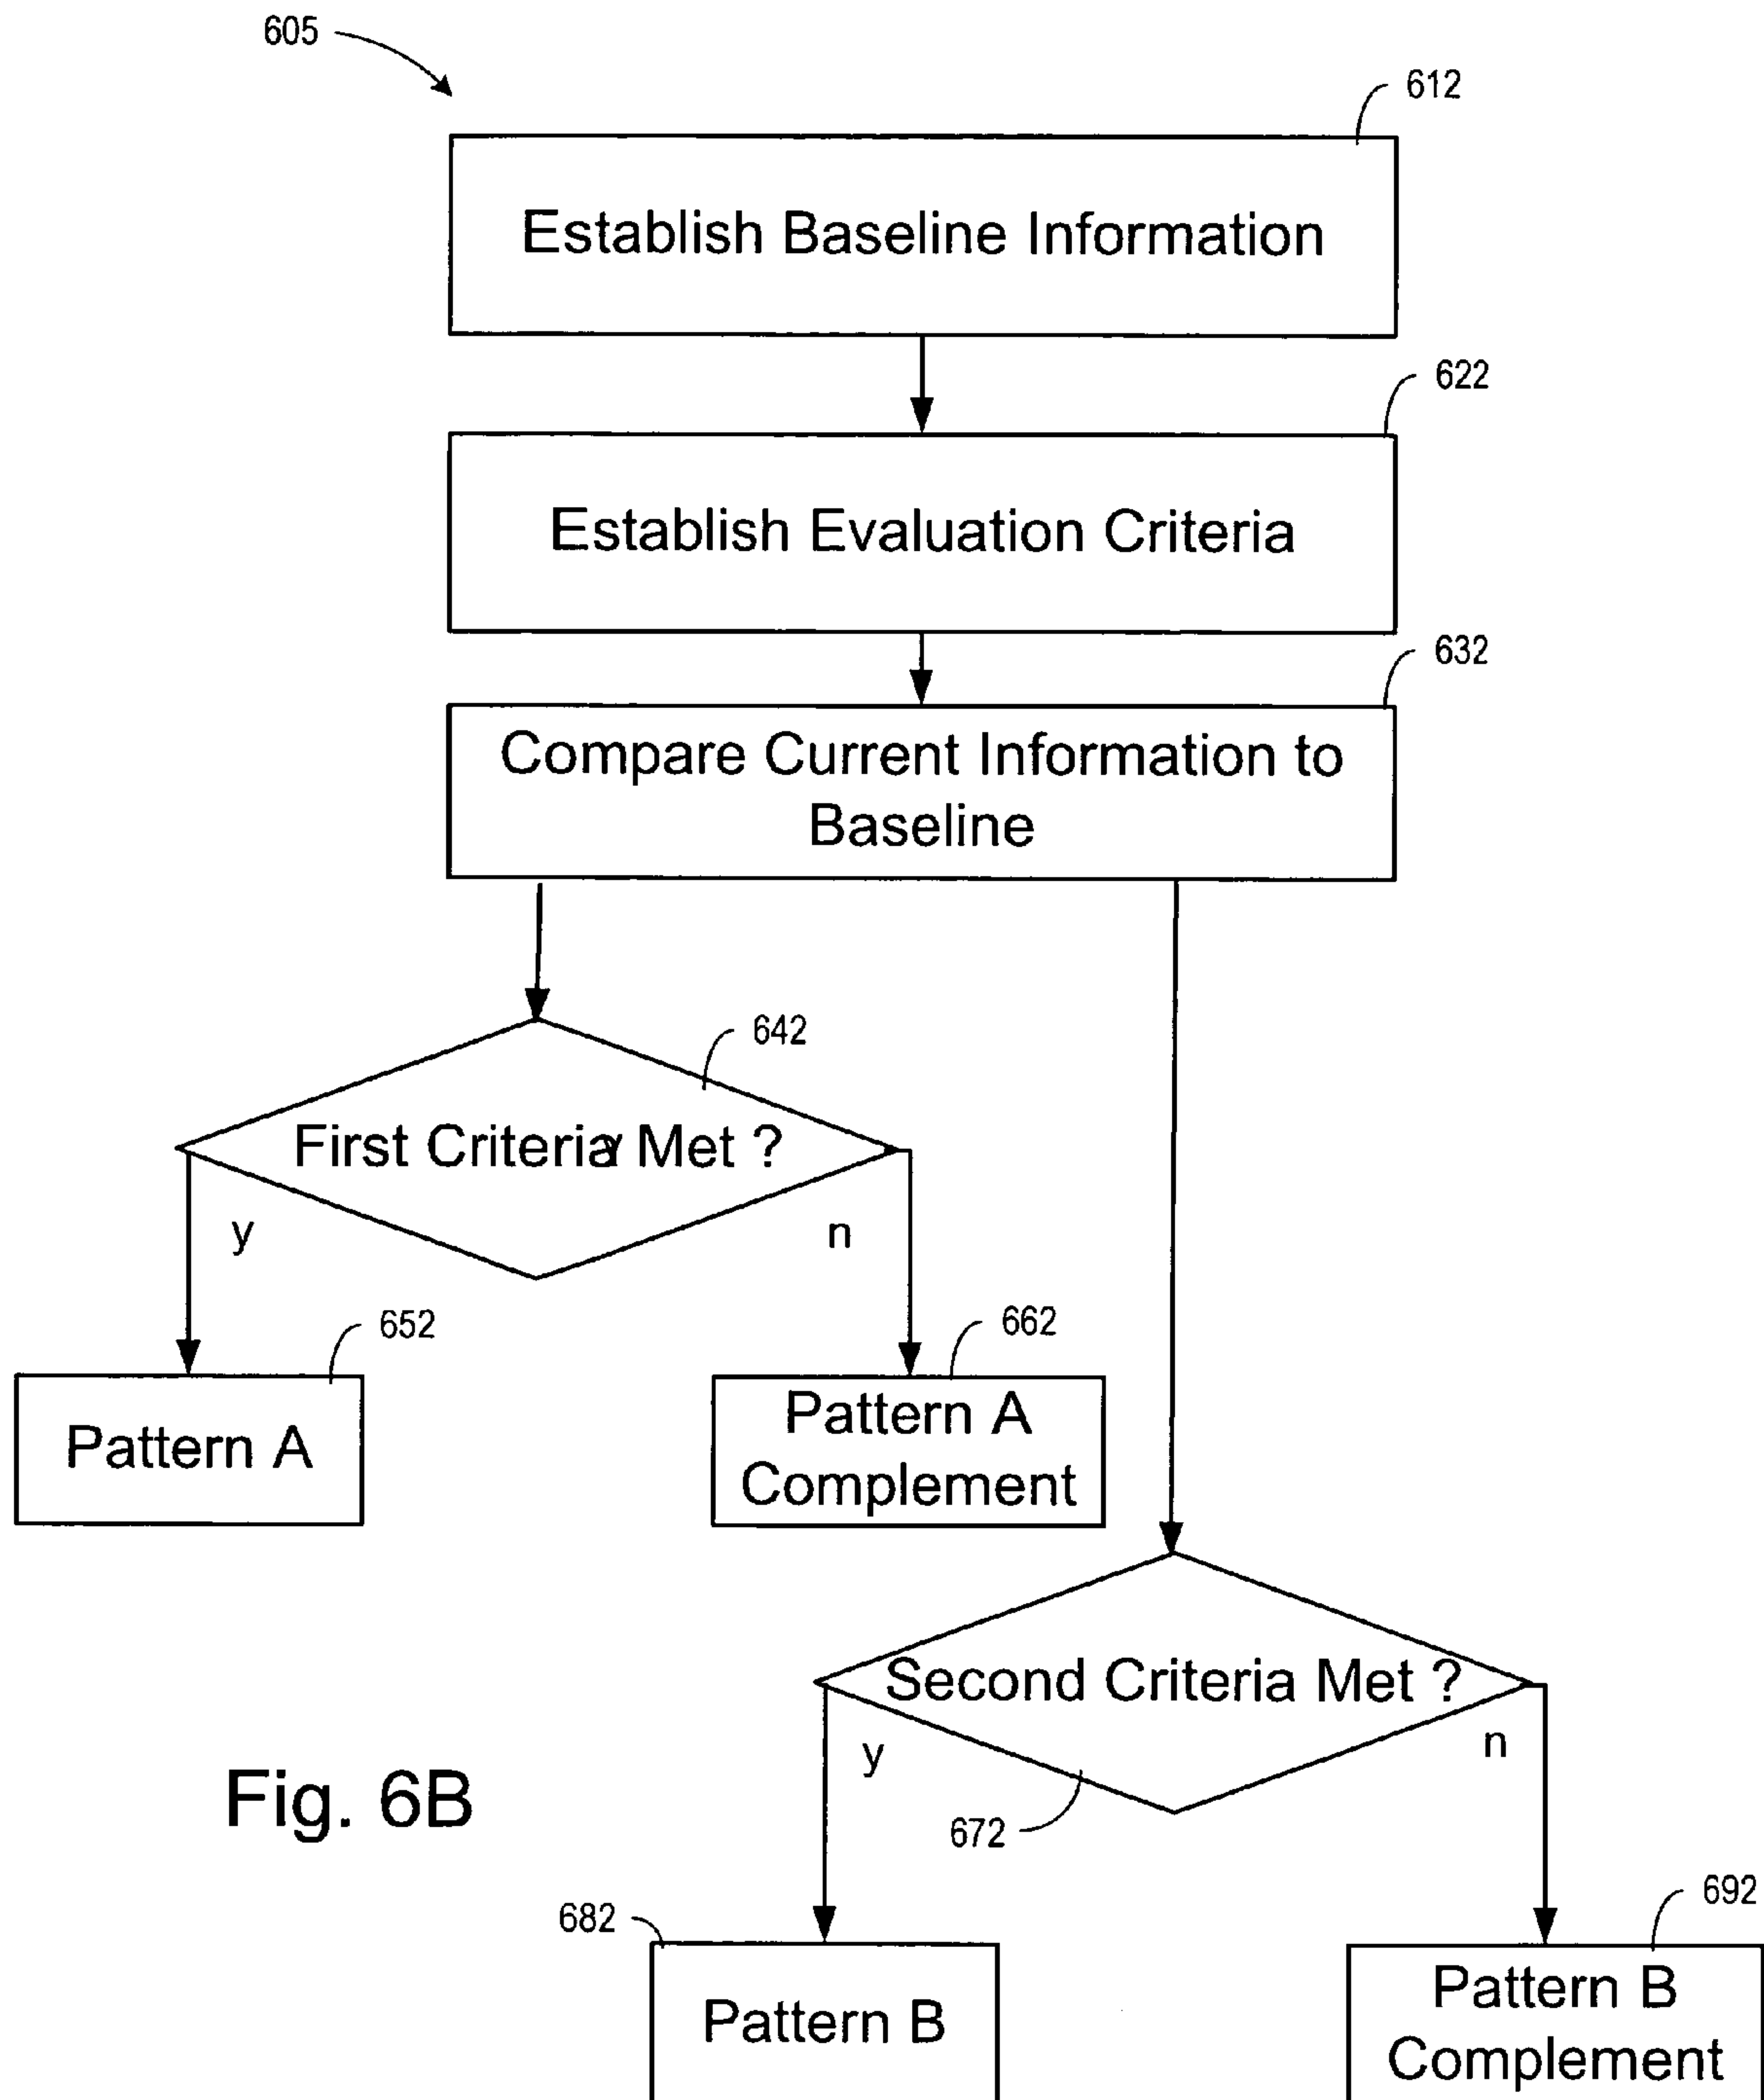 605
612
Establish Baseline Information
622
Establish Evaluation Criteria
632
Compare Current Information to
Baseline
642
First Criteria Met ?
y
n
652
Pattern A
662
Pattern A
Complement
Second Criteria Met ?
y
n
672
Fig. 6B
682
Pattern B
692
Pattern B
Complement